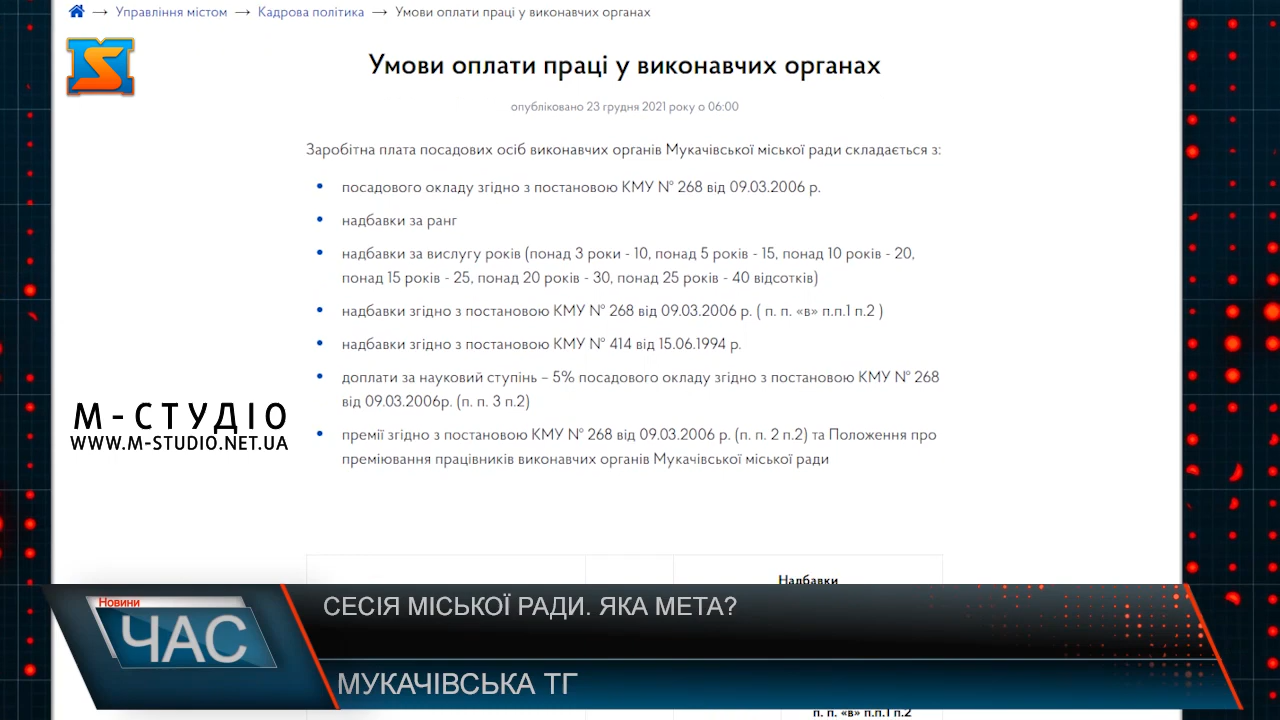 → Управління містом → Кадрова політика → Умови оплати праці у виконавчих органах
Умови оплати праці у виконавчих органах
опубліковано 23 грудня 2021 року о 06:00
Заробітна плата посадових осіб виконавчих органів Мукачівської міської ради складається з:
• посадового окладу згідно з постановою КМУ № 268 від 09.03.2006 р.
• надбавки за ранг
• надбавки за вислугу років (понад 3 роки - 10, понад 5 років - 15, понад 10 років - 20,
понад 15 років - 25, понад 20 років - 30, понад 25 років - 40 відсотків)
• надбавки згідно з постановою КМУ № 268 від 09.03.2006 р. ( п. п. «в» п.п.1 п.2 )
• надбавки згідно з постановою КМУ № 414 від 15.06.1994 р.
• доплати за науковий ступінь – 5% посадового окладу згідно з постановою КМУ № 268
від 09.03.2006р. (п. п. 3 п.2)
• премії згідно з постановою КМУ № 268 від 09.03.2006 р. (п. п. 2 п.2) та Положення про
преміювання працівників виконавчих органів Мукачівської міської ради
М-СТУДІО
WWW.M-STUDIO.NET.UA
Надбавки
Новини
ЧАС
СЕСІЯ МІСЬКОЇ РАДИ. ЯКА МЕТА?
МУКАЧІВСЬКА ТГ
п. п. «в» п.п.1 п.2